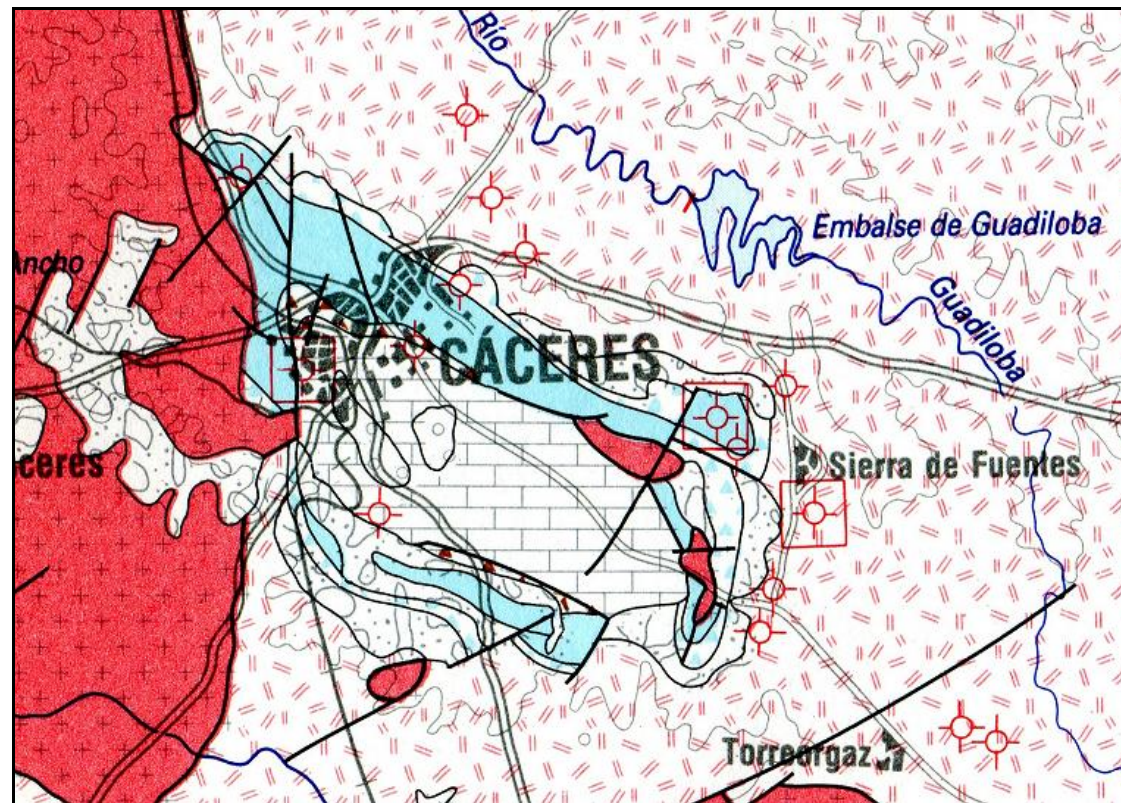 Río
Embalse de Guadiloba
Guadiloba
Ancho
CÁCERES
ceres
Sierra de Fuentes
Torreorgaz